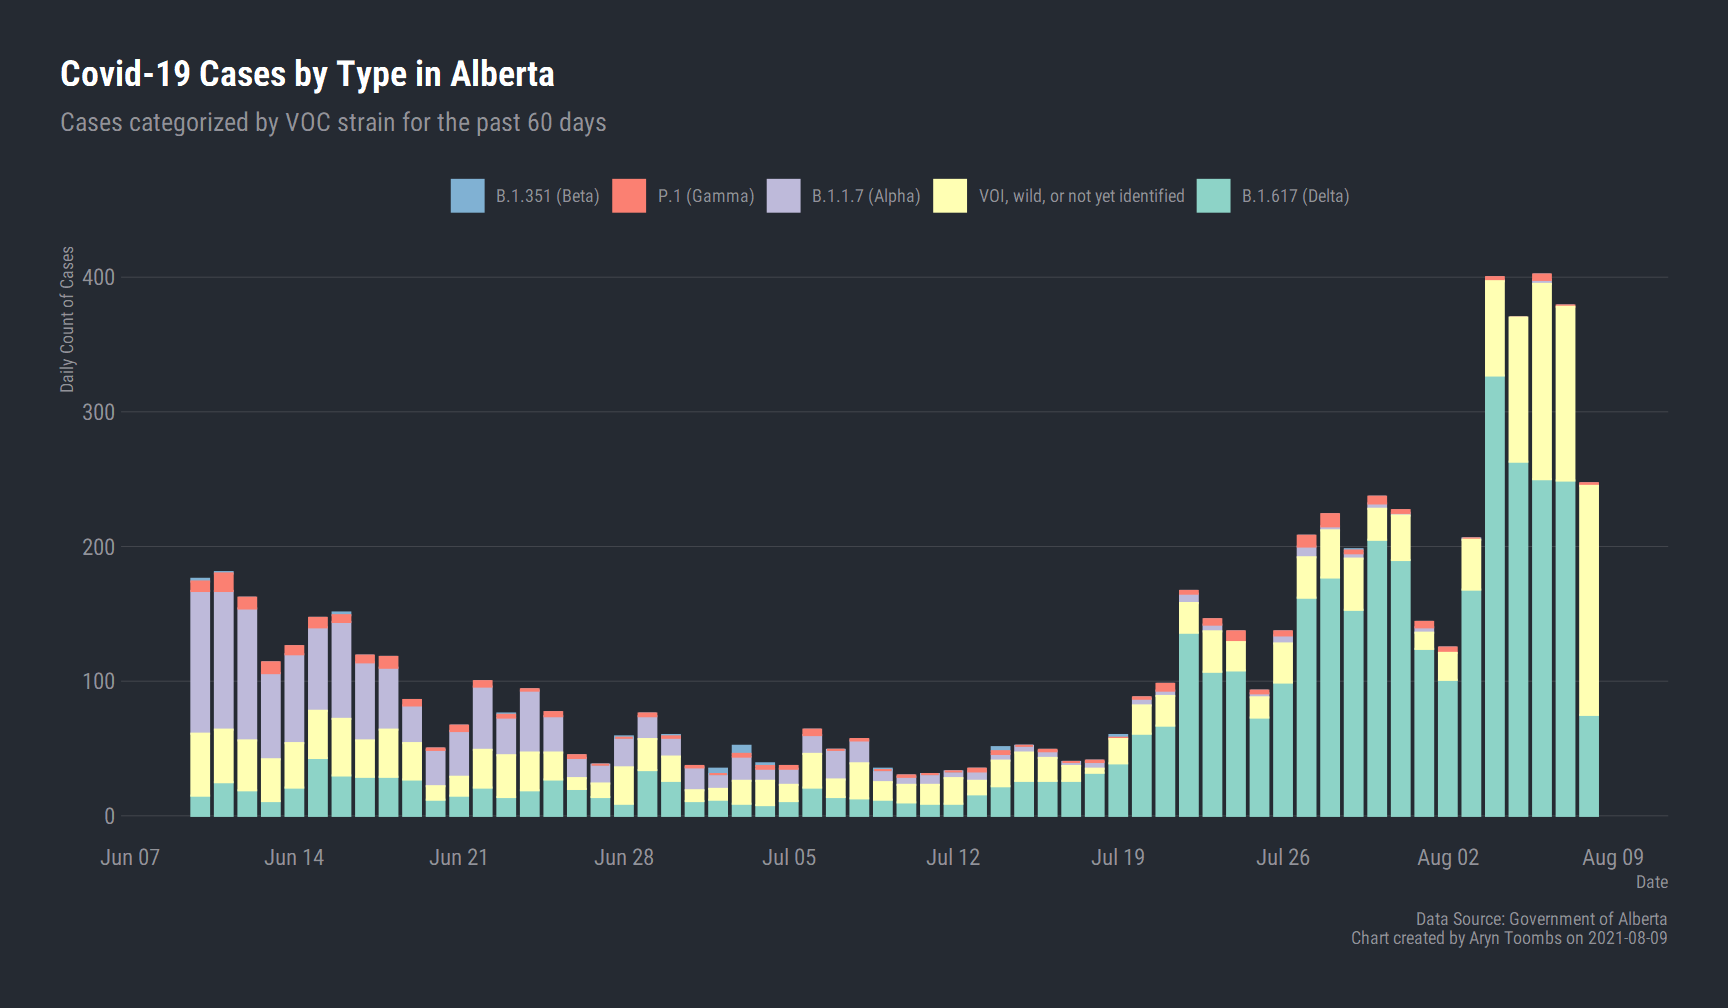 Covid-19 Cases by Type in Alberta
Cases categorized by VOC strain for the past 60 days
B.1.351 (Beta) P.1 (Gamma) B.1.1.7 (Alpha) VOI, wild, or not yet identified B.1.617 (Delta)
Daily Count of Cases
400
300
200
100
0
Jun 07 Jun 14 Jun 21 Jun 28 Jul 05 Jul 12 Jul 19 Jul 26 Aug 02 Aug 09
Date
Data Source: Government of Alberta
Chart created by Aryn Toombs on 2021-08-09